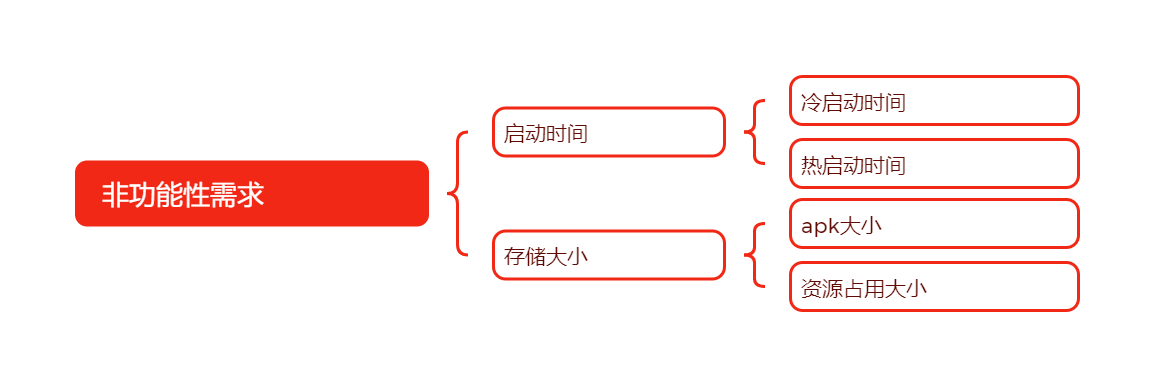 非功能性需求
启动时间
冷启动时间
热启动时间
存储大小
apk大小
资源占用大小